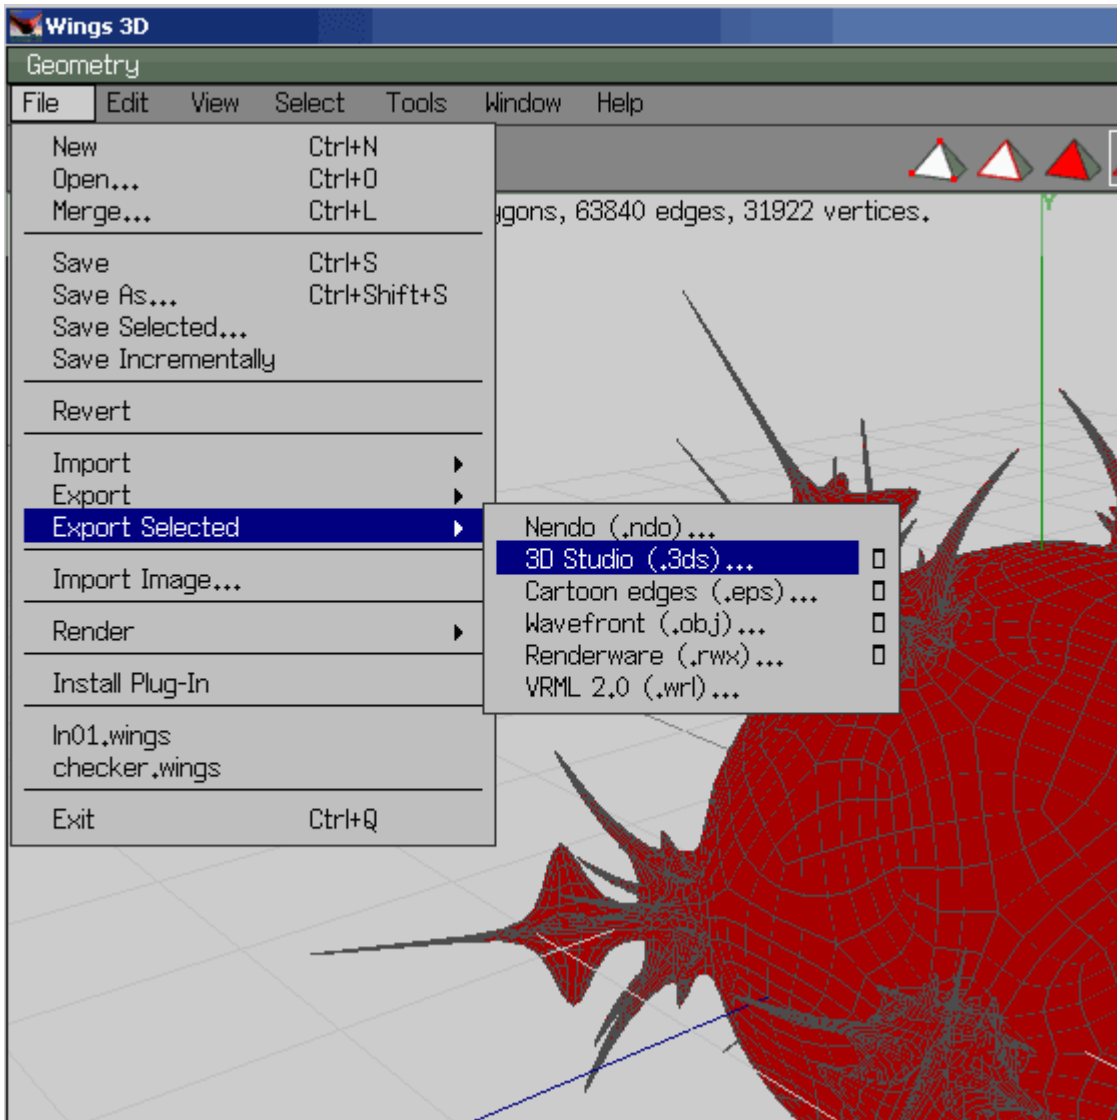 Wings 3D
Geometry
File Edit View Select Tools Window Help
New Ctrl+N
Open... Ctrl+O
Merge... Ctrl+L
ygons, 63840 edges, 31922 vertices.
Y
Save Ctrl+S
Save As... Ctrl+Shift+S
Save Selected...
Save Incrementally
Revert
Import
Export
Export Selected
Nendo (.ndo)...
3D Studio (.3ds)...
Cartoon edges (.eps)...
Wavefront (.obj)...
Renderware (.rwx)...
VRML 2.0 (.wrl)...
Import Image...
Render
Install Plug-In
ln01.wings
checker.wings
Exit Ctrl+Q